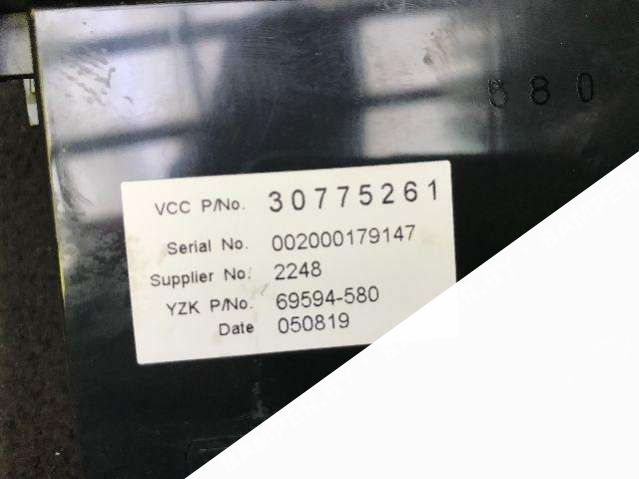 580
VCC P/No. 30775261
Serial No. 002000179147
Supplier No. 2248
YZK P/No. 69594-580
Date 050819